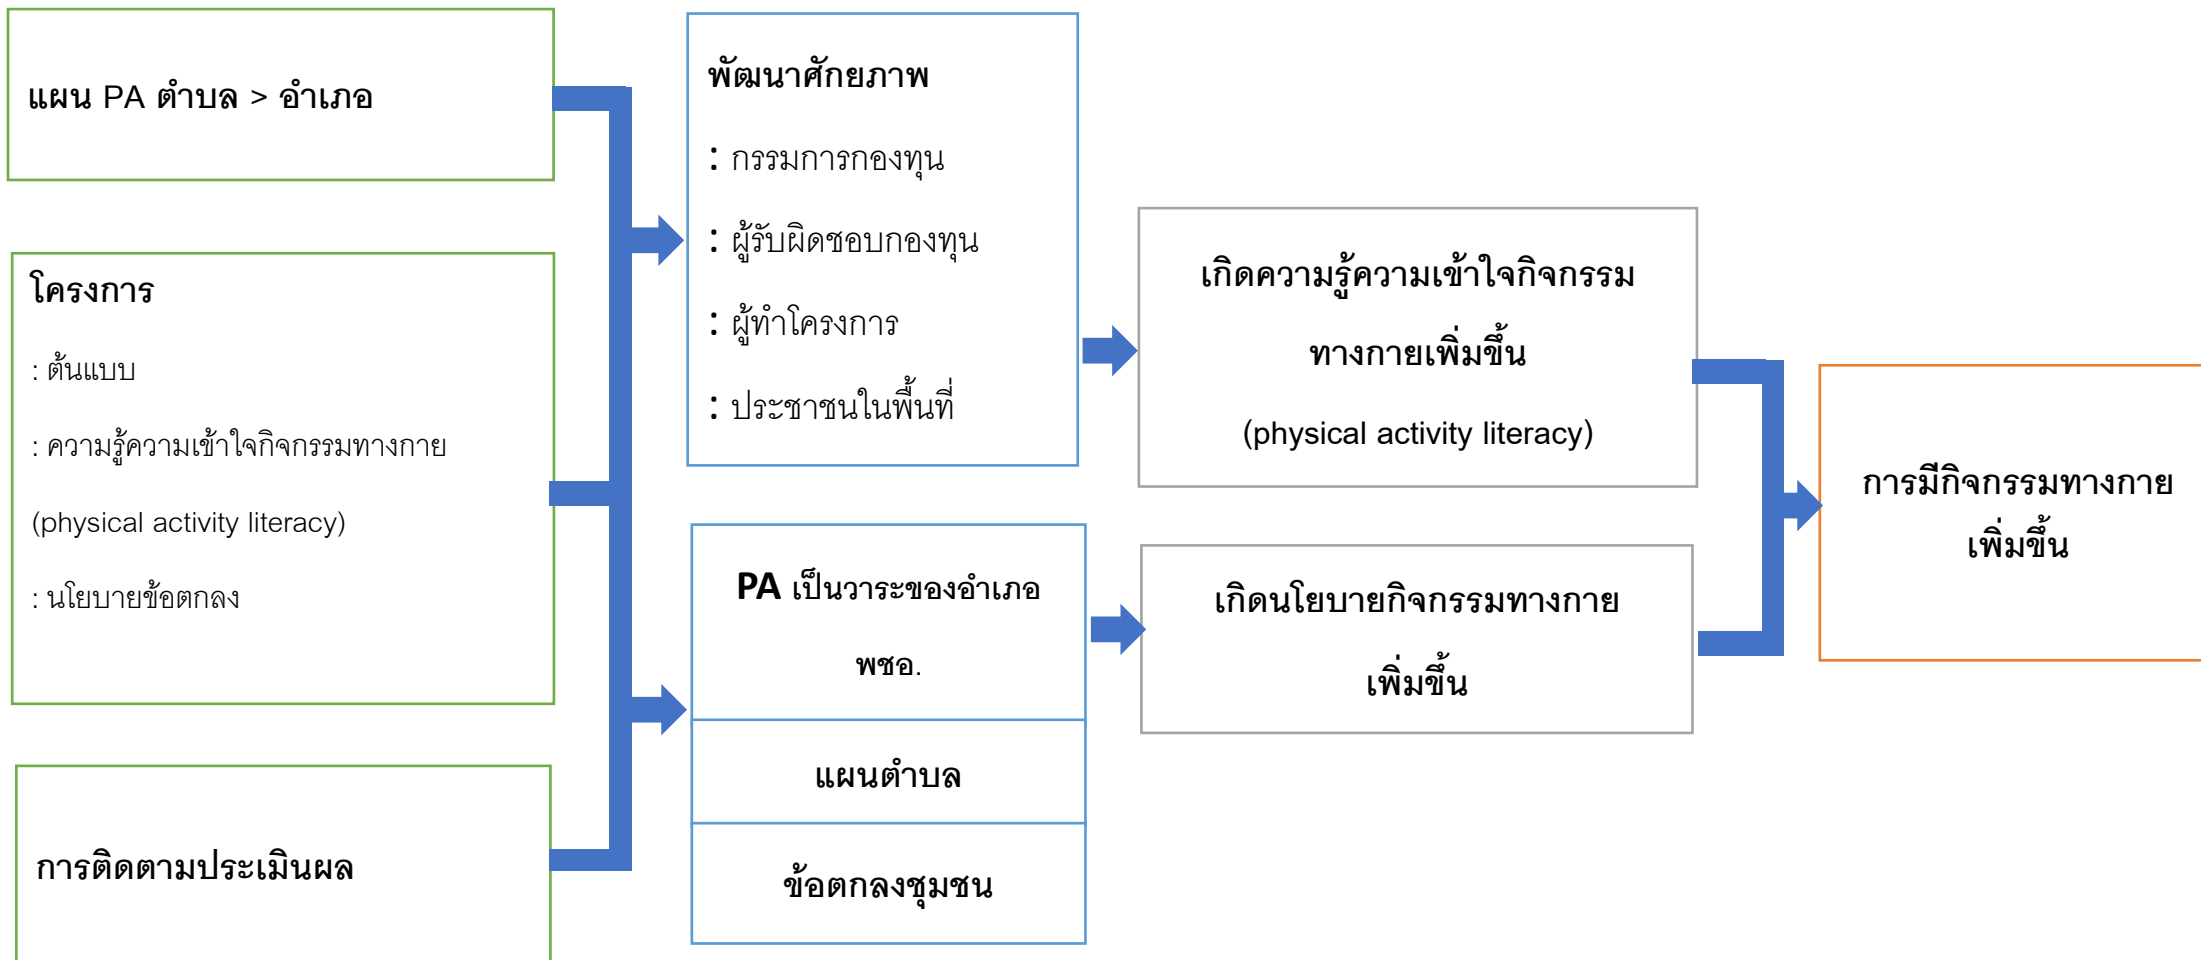 แผน PA ตำบล > อำเภอ
โครงการ
: ต้นแบบ
: ความรู้ความเข้าใจกิจกรรมทางกาย
(physical activity literacy)
: นโยบายข้อตกลง
การติดตามประเมินผล
พัฒนาศักยภาพ
: กรรมการกองทุน
: ผู้รับผิดชอบกองทุน
: ผู้ทำโครงการ
: ประชาชนในพื้นที่
PA เป็นวาระของอำเภอ
พชอ.
แผนตำบล
ข้อตกลงชุมชน
เกิดความรู้ความเข้าใจกิจกรรม
ทางกายเพิ่มขึ้น
(physical activity literacy)
เกิดนโยบายกิจกรรมทางกาย
เพิ่มขึ้น
การมีกิจกรรมทางกาย
เพิ่มขึ้น